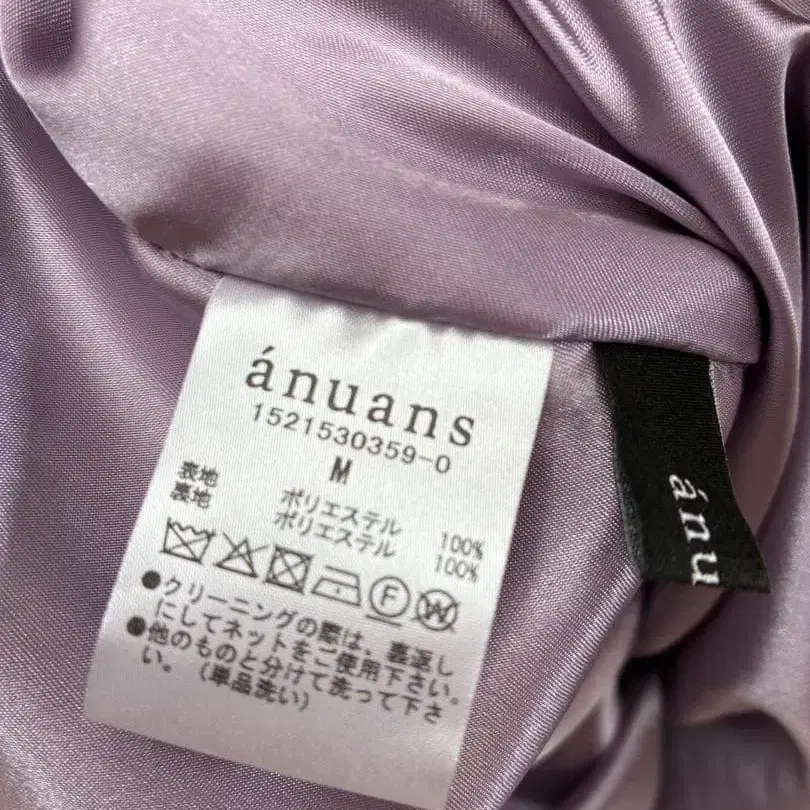 ánuans
1521530359-0
M
表地 ポリエステル 100%
裏地 ポリエステル 100%
F W
●クリーニングの際は、裏返し
にしてネットをご使用下さい。
●他のものと分けて洗って下さ
い。(単品洗い)
ánu